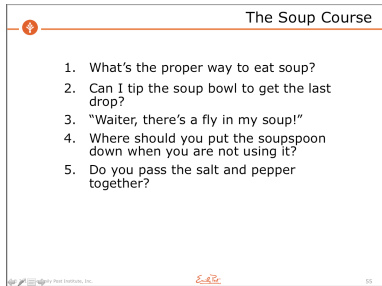 The Soup Course
1. What's the proper way to eat soup?
2. Can I tip the soup bowl to get the last
drop?
3. "Waiter, there's a fly in my soup!"
4. Where should you put the soupspoon
down when you are not using it?
5. Do you pass the salt and pepper
together?
Post Institute, Inc.
Emily Post
55